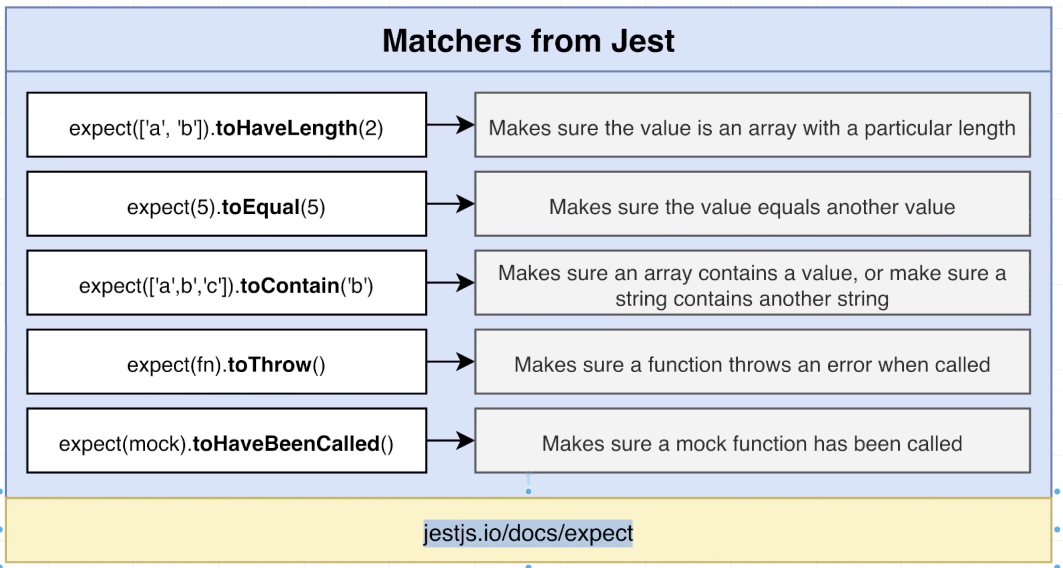 Matchers from Jest
expect(['a', 'b']).toHaveLength(2)
Makes sure the value is an array with a particular length
expect(5).toEqual(5)
Makes sure the value equals another value
expect(['a',b','c']).toContain('b')
Makes sure an array contains a value, or make sure a
string contains another string
expect(fn).toThrow()
Makes sure a function throws an error when called
expect(mock).toHaveBeenCalled()
Makes sure a mock function has been called
jestjs.io/docs/expect